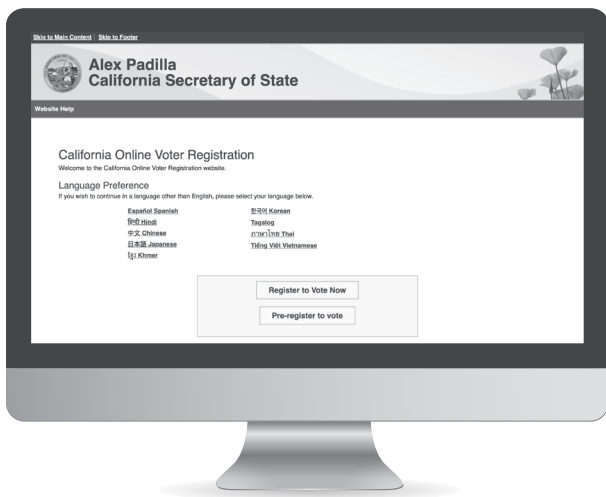 Skip to Main Content | Skip to Footer
Alex Padilla
California Secretary of State
Website Help
California Online Voter Registration
Welcome to the California Online Voter Registration website.
Language Preference
If you wish to continue in a language other than English, please select your language below.
Español Spanish
हिन्दी Hindi
中文 Chinese
日本語 Japanese
ខ្មែរ Khmer
한국어 Korean
Tagalog
ภาษาไทย Thai
Tiếng Việt Vietnamese
Register to Vote Now
Pre-register to vote